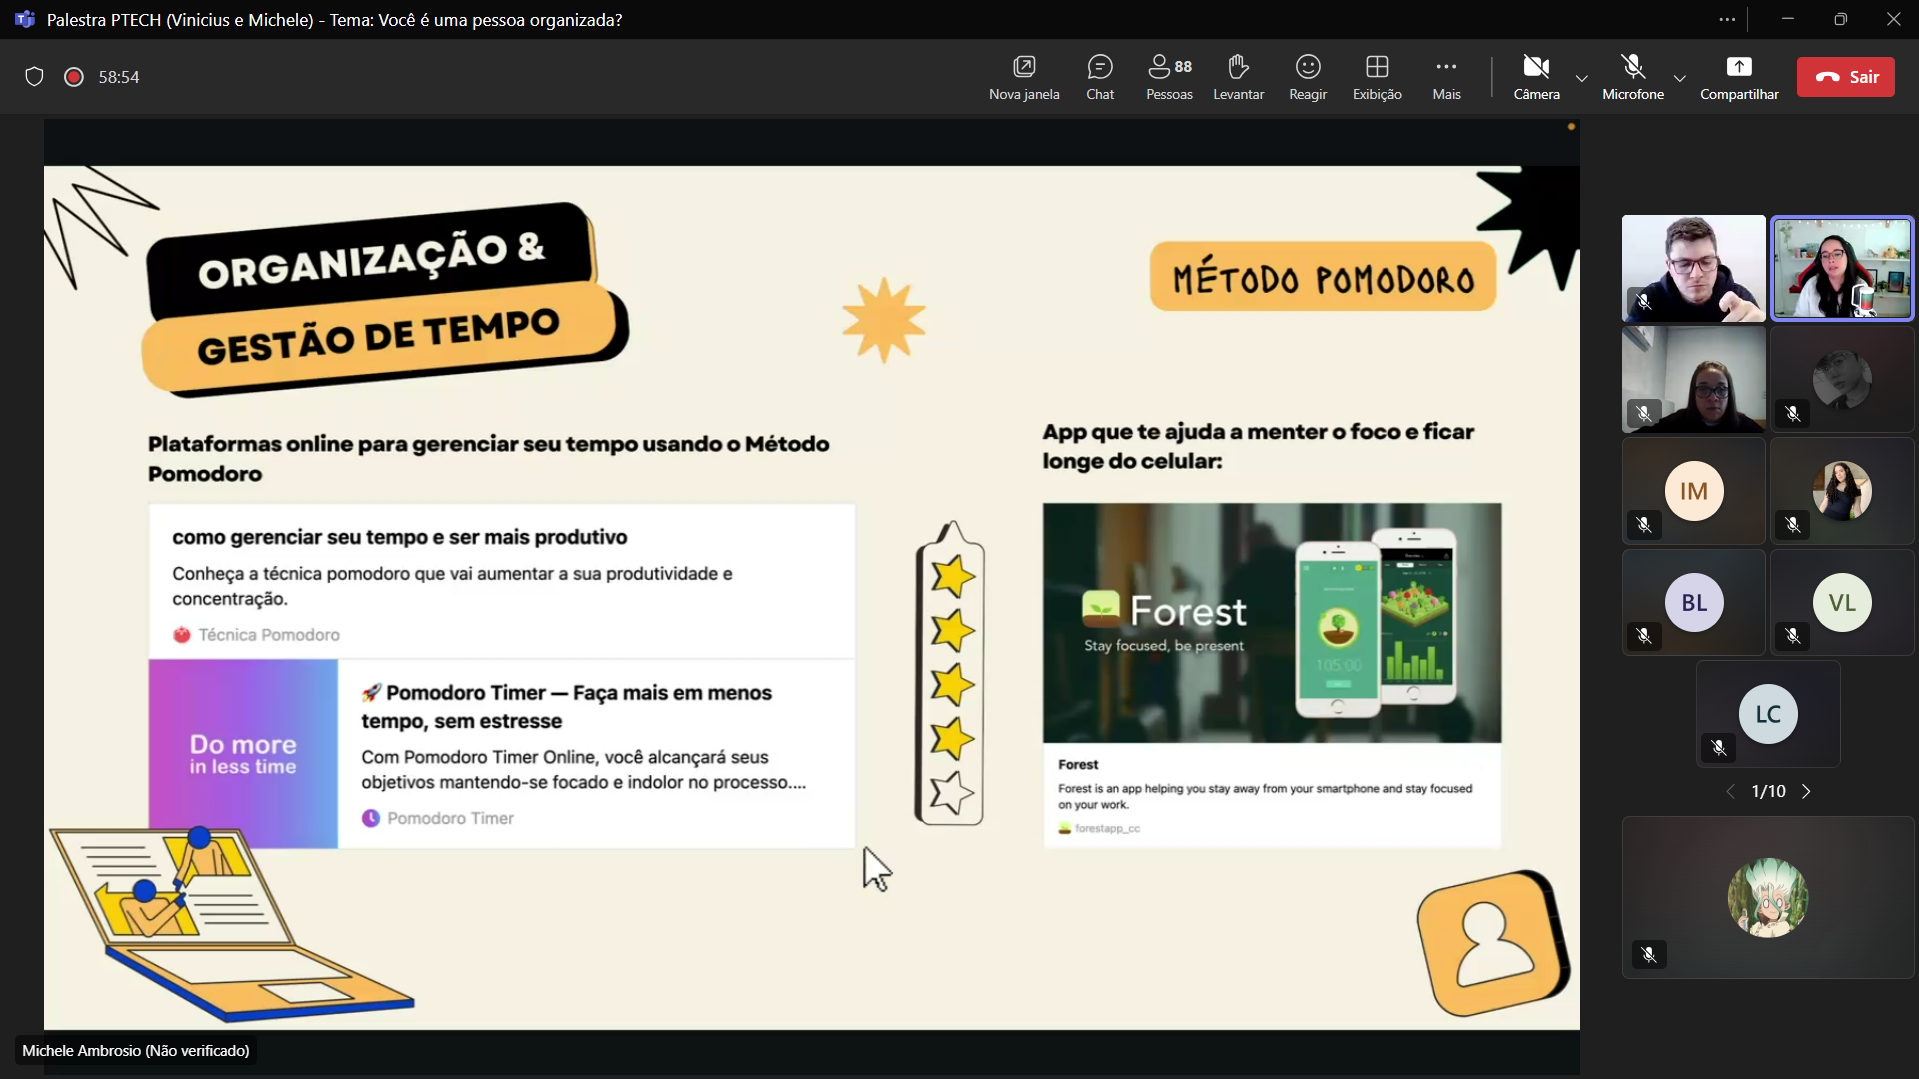 Palestra PTECH (Vinicius e Michele) - Tema: Você é uma pessoa organizada?
58:54
Nova janela
Chat
88
Pessoas
Levantar
Reagir
Exibição
Mais
Câmera
Microfone
Compartilhar
Sair
ORGANIZAÇÃO &
GESTÃO DE TEMPO
MÉTODO POMODORO
Plataformas online para gerenciar seu tempo usando o Método
Pomodoro
como gerenciar seu tempo e ser mais produtivo
Conheça a técnica pomodoro que vai aumentar a sua produtividade e
concentração.
Técnica Pomodoro
Do more
in less time
🚀 Pomodoro Timer — Faça mais em menos
tempo, sem estresse
Com Pomodoro Timer Online, você alcançará seus
objetivos mantendo-se focado e indolor no processo....
Pomodoro Timer
App que te ajuda a menter o foco e ficar
longe do celular:
Forest
Stay focused, be present
105:00
Forest
Forest is an app helping you stay away from your smartphone and stay focused
on your work.
forestapp_cc
IM
BL
VL
LC
1/10
Michele Ambrosio (Não verificado)